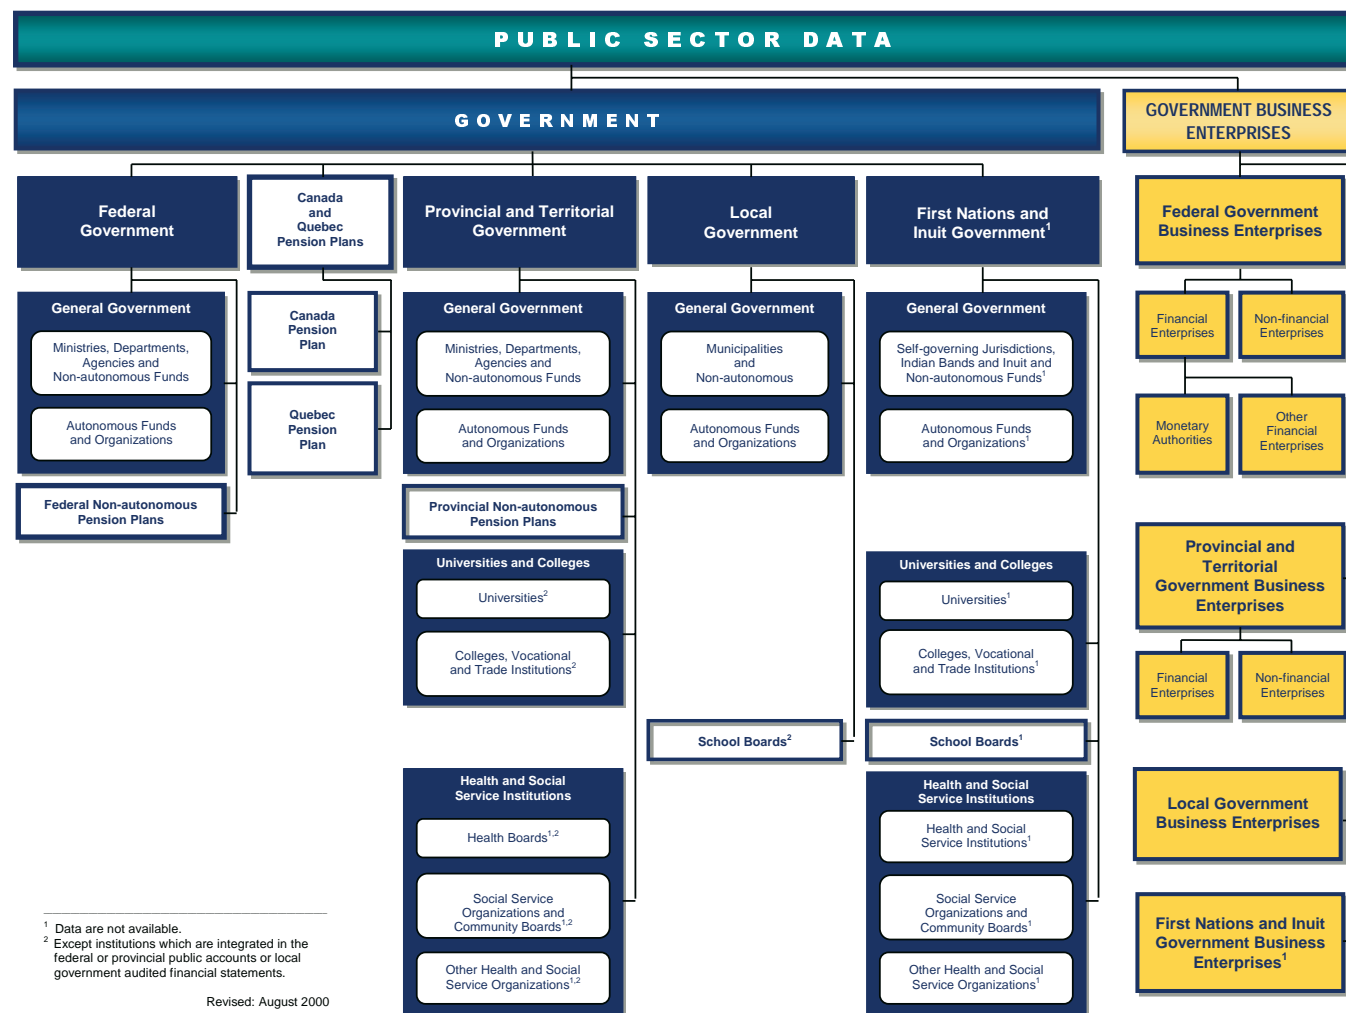 PUBLIC SECTOR DATA
GOVERNMENT
GOVERNMENT BUSINESS
ENTERPRISES
Federal
Government
Canada
and
Quebec
Pension Plans
Provincial and Territorial
Government
Local
Government
First Nations and
Inuit Government1
Federal Government
Business Enterprises
General Government
Ministries, Departments,
Agencies and
Non-autonomous Funds
Autonomous Funds
and Organizations
Federal Non-autonomous
Pension Plans
Canada
Pension
Plan
Quebec
Pension
Plan
General Government
Ministries, Departments,
Agencies and
Non-autonomous Funds
Autonomous Funds
and Organizations
Provincial Non-autonomous
Pension Plans
Universities and Colleges
Universities2
Colleges, Vocational
and Trade Institutions2
Health and Social
Service Institutions
Health Boards1,2
Social Service
Organizations and
Community Boards1,2
Other Health and Social
Service Organizations1,2
General Government
Municipalities
and
Non-autonomous
Autonomous Funds
and Organizations
School Boards2
General Government
Self-governing Jurisdictions,
Indian Bands and Inuit and
Non-autonomous Funds1
Autonomous Funds
and Organizations1
Universities and Colleges
Universities1
Colleges, Vocational
and Trade Institutions1
School Boards1
Health and Social
Service Institutions
Health and Social
Service Institutions1
Social Service
Organizations and
Community Boards1
Other Health and Social
Service Organizations1
Financial
Enterprises
Non-financial
Enterprises
Monetary
Authorities
Other
Financial
Enterprises
Provincial and
Territorial
Government Business
Enterprises
Financial
Enterprises
Non-financial
Enterprises
Local Government
Business Enterprises
First Nations and Inuit
Government Business
Enterprises1
1 Data are not available.
2 Except institutions which are integrated in the
federal or provincial public accounts or local
government audited financial statements.
Revised: August 2000